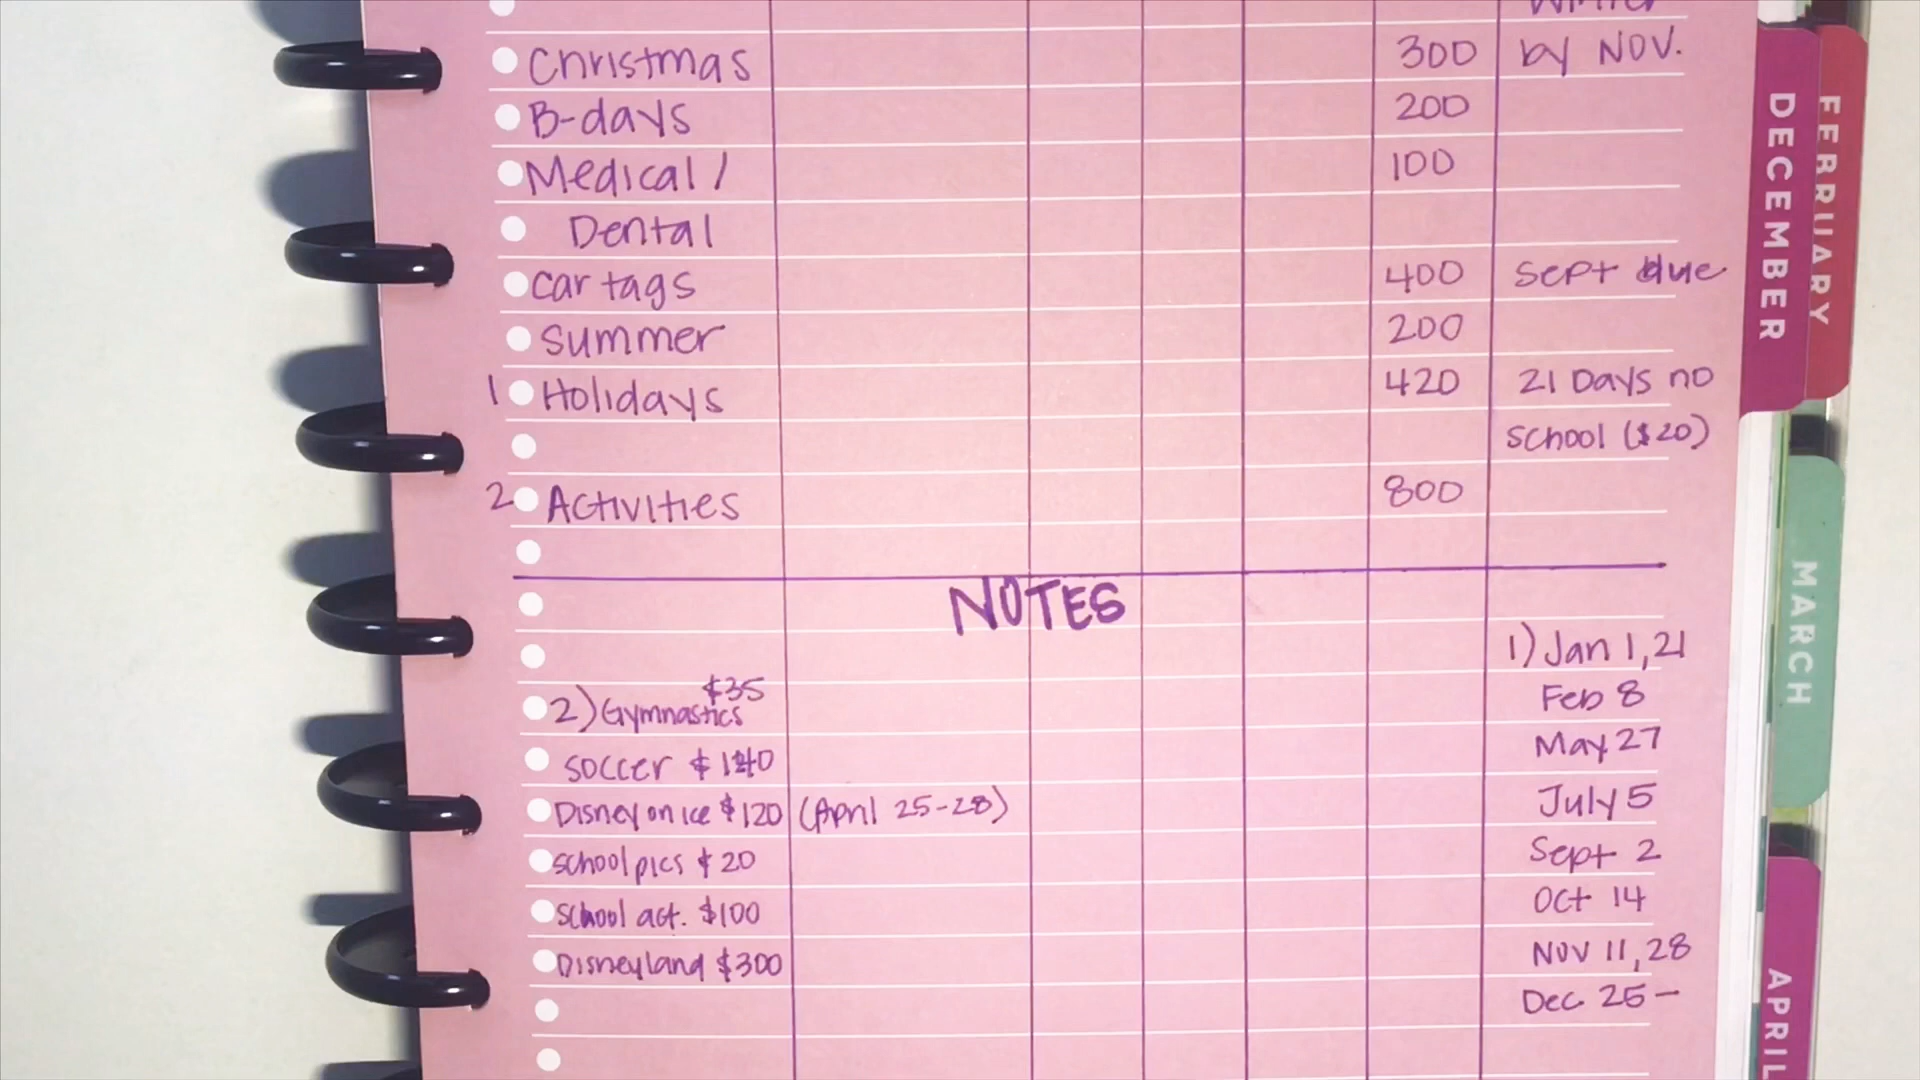 Winter
Christmas 300 by NOV.
B-days 200
Medical / 100
Dental
car tags 400 Sept due
Summer 200
1 Holidays 420 21 Days no
school ($20)
2 Activities 800
NOTES
1) Jan 1, 21
$35
2) Gymnastics Feb 8
soccer $ 140 May 27
Disney on ice $120 (April 25-28) July 5
school pics $20 Sept 2
School act. $100 Oct 14
Disneyland $300 Nov 11, 28
Dec 25-
DECEMBER
FEBRUARY
MARCH
APRIL